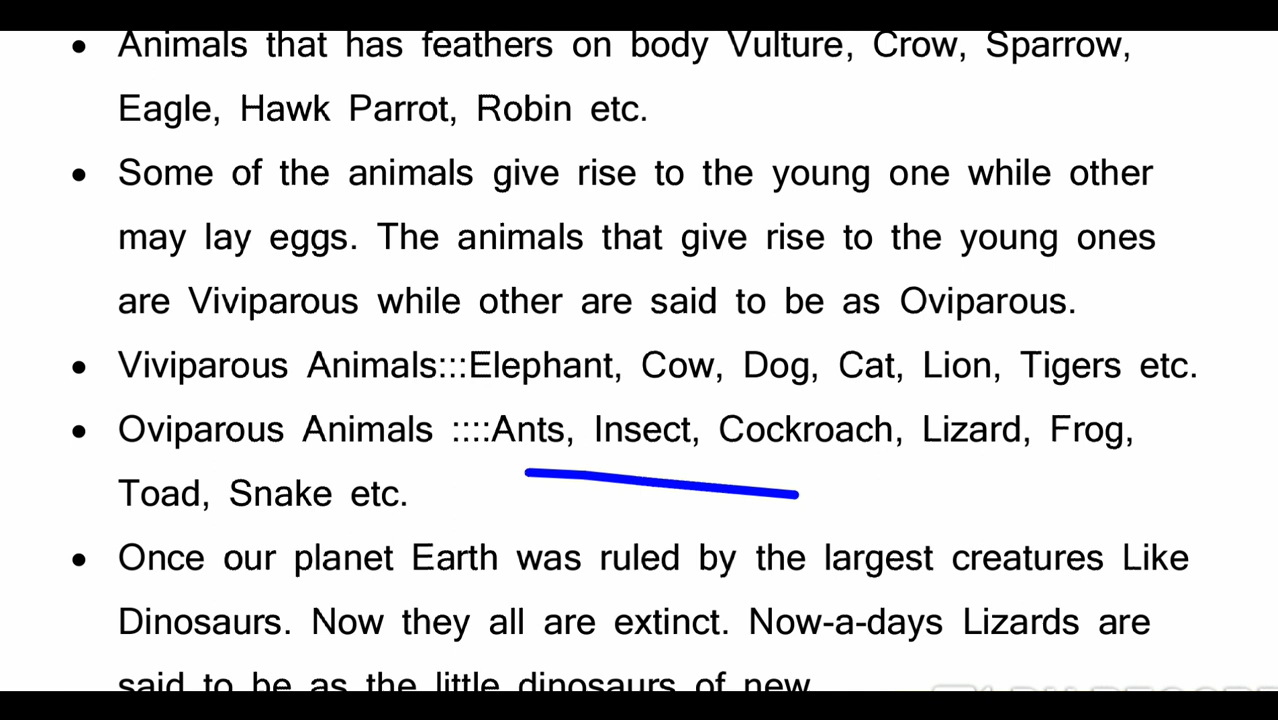 Animals that has feathers on body Vulture, Crow, Sparrow,
Eagle, Hawk Parrot, Robin etc.
Some of the animals give rise to the young one while other
may lay eggs. The animals that give rise to the young ones
are Viviparous while other are said to be as Oviparous.
Viviparous Animals:::Elephant, Cow, Dog, Cat, Lion, Tigers etc.
Oviparous Animals ::::Ants, Insect, Cockroach, Lizard, Frog,
Toad, Snake etc.
Once our planet Earth was ruled by the largest creatures Like
Dinosaurs. Now they all are extinct. Now-a-days Lizards are
said to be as the little dinosaurs of new